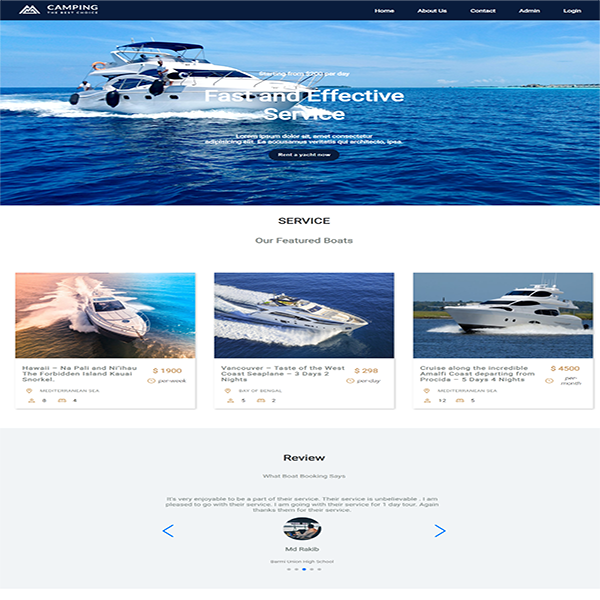 CAMPING
THE BEST CHOICE
Home About Us Contact Admin Login
Starting from $700 per day
Fast and Effective
Service
Lorem ipsum dolor sit, amet consectetur
adipisicing elit. Ea accusamus veritatis qui architecto, ipsa.
Rent a yacht now
SERVICE
Our Featured Boats
Hawaii – Na Pali and Ni'ihau
The Forbidden Island Kauai
Snorkel.
$ 1900
per-week
MEDITERRANEAN SEA
8 4
Vancouver – Taste of the West
Coast Seaplane – 3 Days 2
Nights
$ 298
per-day
BAY OF BENGAL
5 2
Cruise along the incredible
Amalfi Coast departing from
Procida – 5 Days 4 Nights
$ 4500
per-
month
MEDITERRANEAN SEA
12 5
Review
What Boat Booking Says
It's very enjoyable to be a part of their service. Their service is unbelievable . I am
pleased to go with their service. I am going with their service for 1 day tour. Again
thanks them for their service.
Md Rakib
Barmi Union High School